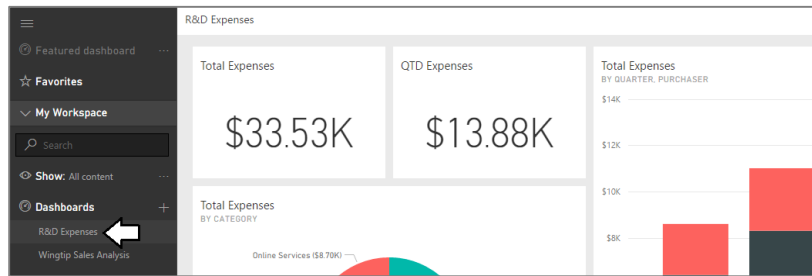 R&D Expenses
Featured dashboard ...
Favorites
My Workspace
Search
Show: All content ...
Dashboards +
R&D Expenses
Wingtip Sales Analysis
Total Expenses
$33.53K
QTD Expenses
$13.88K
Total Expenses
BY CATEGORY
Online Services ($8.70K)
Total Expenses
BY QUARTER, PURCHASER
$14K
$12K
$10K
$8K